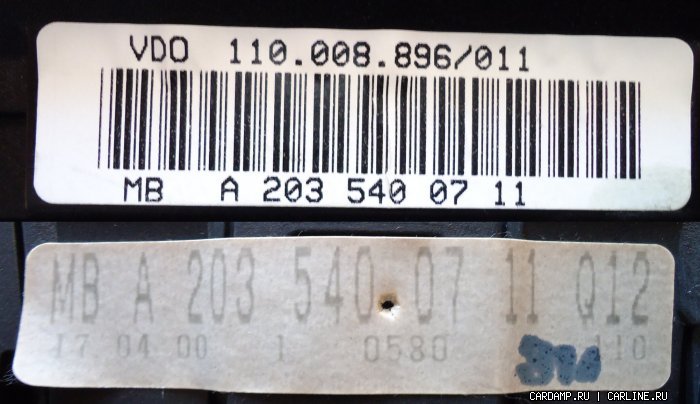 VDO 110.008.896/011
MB A 203 540 07 11
MB A 203 540 07 11 Q12
17 04 00 1 0580 110
CARDAMP.RU | CARLINE.RU